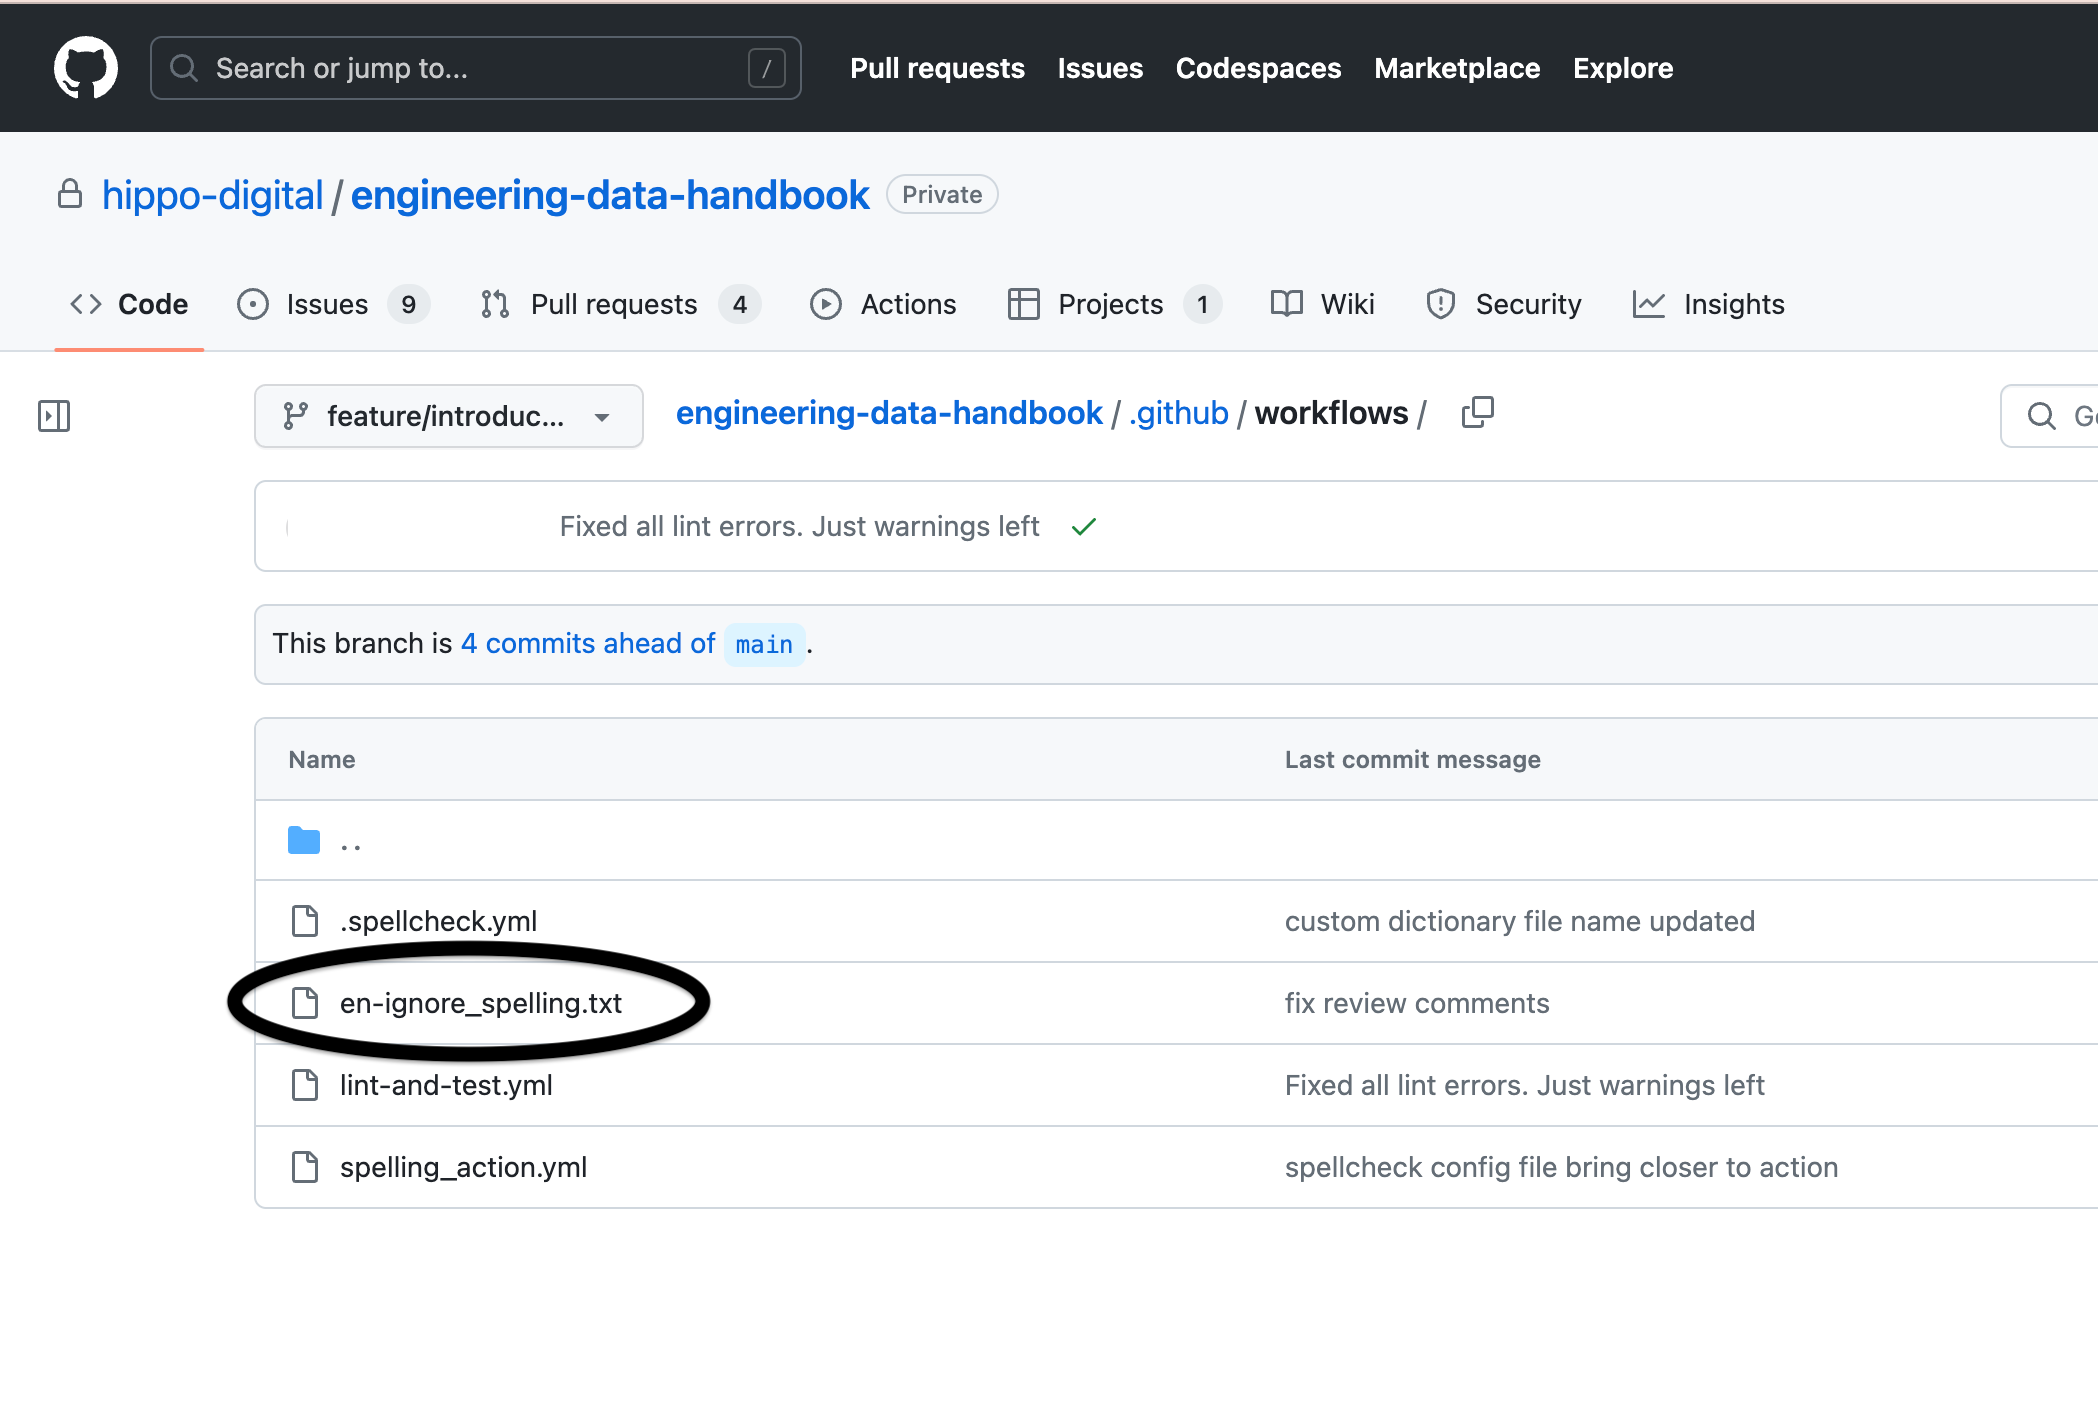 Search or jump to... / Pull requests Issues Codespaces Marketplace Explore
hippo-digital / engineering-data-handbook Private
Code Issues 9 Pull requests 4 Actions Projects 1 Wiki Security Insights
feature/introduc... engineering-data-handbook / .github / workflows /
Fixed all lint errors. Just warnings left
This branch is 4 commits ahead of main .
Name Last commit message
..
.spellcheck.yml custom dictionary file name updated
en-ignore_spelling.txt fix review comments
lint-and-test.yml Fixed all lint errors. Just warnings left
spelling_action.yml spellcheck config file bring closer to action